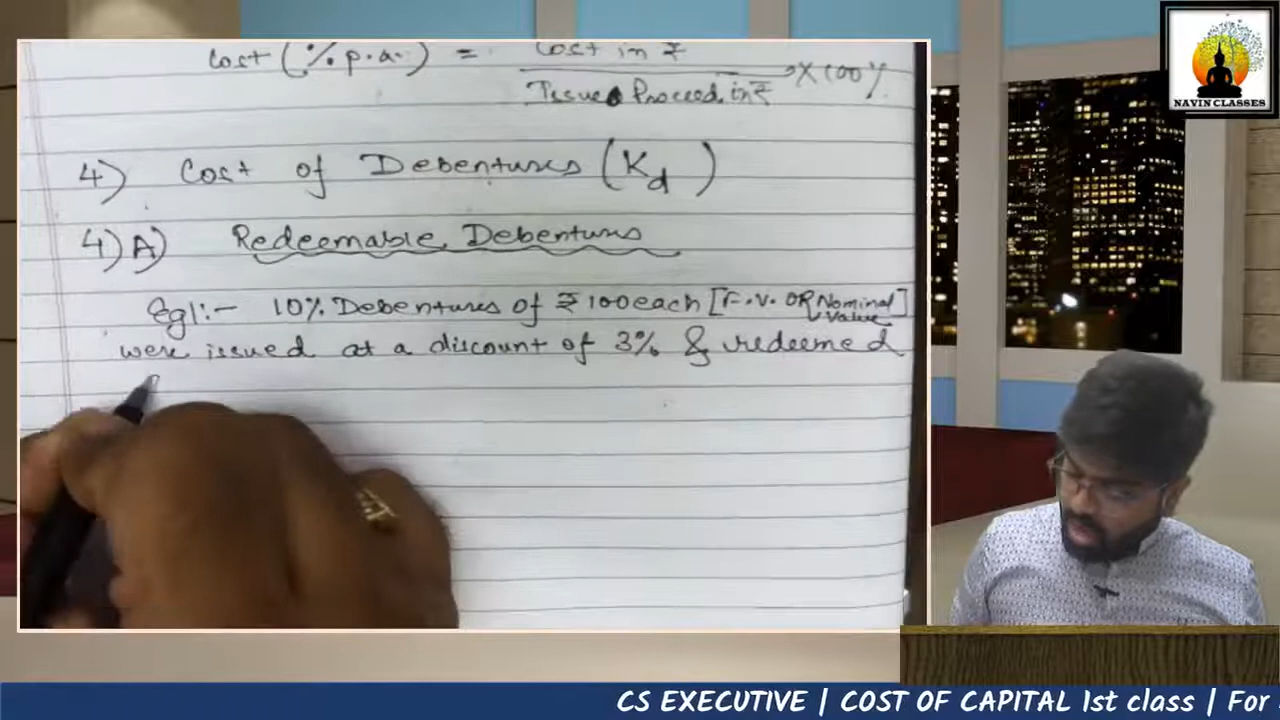 Cost (% p.a.) = Cost in ₹
Issue Proceed in ₹ X 100%
4) Cost of Debentures (Kd)
4) A) Redeemable Debentures
Eg1:- 10% Debentures of ₹ 100 each [F.V. OR Nominal Value]
were issued at a discount of 3% & redeemed
NAVIN CLASSES
CS EXECUTIVE | COST OF CAPITAL 1st class | For